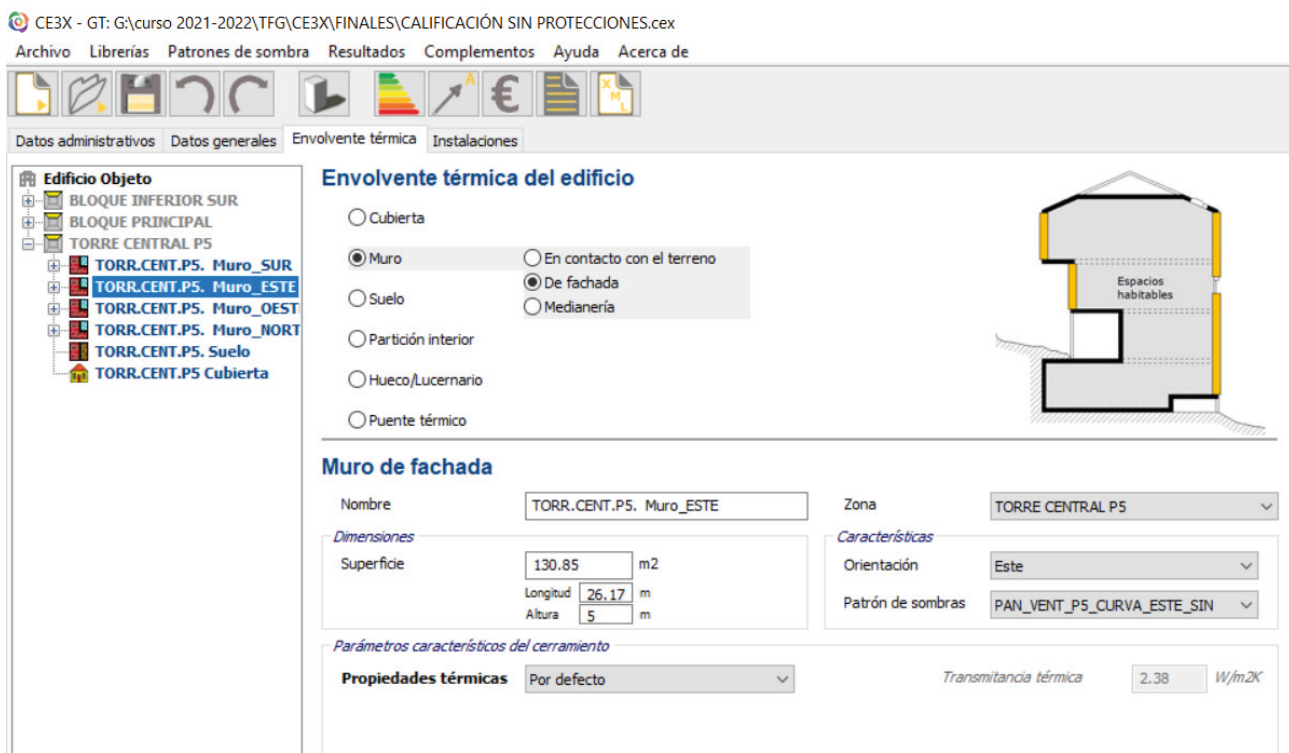 CE3X - GT: G:\curso 2021-2022\TFG\CE3X\FINALES\CALIFICACIÓN SIN PROTECCIONES.cex
Archivo Librerías Patrones de sombra Resultados Complementos Ayuda Acerca de
A
€
X
M
L
Datos administrativos Datos generales Envolvente térmica Instalaciones
Edificio Objeto
BLOQUE INFERIOR SUR
BLOQUE PRINCIPAL
TORRE CENTRAL P5
TORR.CENT.P5. Muro_SUR
TORR.CENT.P5. Muro_ESTE
TORR.CENT.P5. Muro_OEST
TORR.CENT.P5. Muro_NORT
TORR.CENT.P5. Suelo
TORR.CENT.P5 Cubierta
Envolvente térmica del edificio
Cubierta
Muro
En contacto con el terreno
De fachada
Medianería
Suelo
Partición interior
Hueco/Lucernario
Puente térmico
Espacios
habitables
Muro de fachada
Nombre TORR.CENT.P5. Muro_ESTE Zona TORRE CENTRAL P5
Dimensiones Características
Superficie 130.85 m2 Orientación Este
Longitud 26.17 m
Altura 5 m
Patrón de sombras PAN_VENT_P5_CURVA_ESTE_SIN
Parámetros característicos del cerramiento
Propiedades térmicas Por defecto Transmitancia térmica 2.38 W/m2K